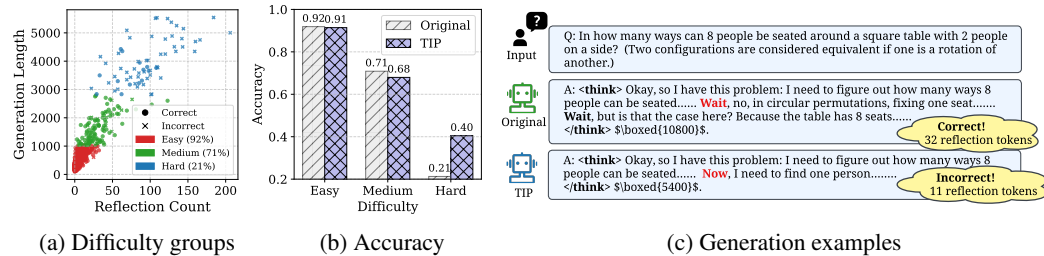 Generation Length
5000
4000
3000
2000
1000
0
0
50
100
150
200
Reflection Count
Correct
Incorrect
Easy (92%)
Medium (71%)
Hard (21%)
(a) Difficulty groups
Accuracy
1.0
0.8
0.6
0.4
0.2
0.92
0.91
0.71
0.68
0.21
0.40
Original
TIP
Easy
Medium
Hard
Difficulty
(b) Accuracy
?
Input
Q: In how many ways can 8 people be seated around a square table with 2 people
on a side? (Two configurations are considered equivalent if one is a rotation of
another.)
Original
A: <think> Okay, so I have this problem: I need to figure out how many ways 8
people can be seated...... Wait, no, in circular permutations, fixing one seat.......
Wait, but is that the case here? Because the table has 8 seats......
</think> $\boxed{10800}$.
Correct!
32 reflection tokens
TIP
A: <think> Okay, so I have this problem: I need to figure out how many ways 8
people can be seated...... Now, I need to find one person........
</think> $\boxed{5400}$.
Incorrect!
11 reflection tokens
(c) Generation examples